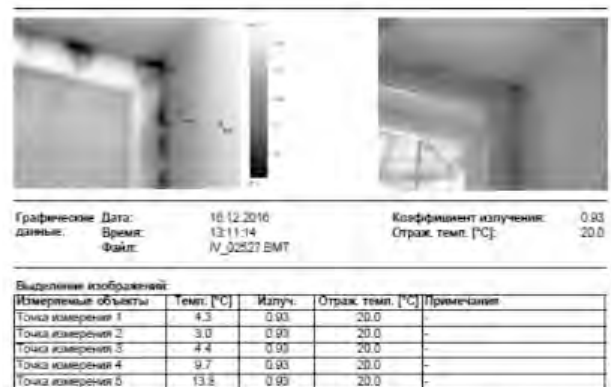 Графические Дата: 16.12.2016 Коэффициент излучения: 0.93
данные: Время: 13:11:14 Отраж. темп. [°C]: 20.0
Файл: IV_02527.BMT
Выделение изображений:
Измеряемые объекты Темп. [°C] Излуч. Отраж. темп. [°C] Примечания
Точка измерения 1 4.3 0.93 20.0 -
Точка измерения 2 3.0 0.93 20.0 -
Точка измерения 3 4.4 0.93 20.0 -
Точка измерения 4 9.7 0.93 20.0 -
Точка измерения 5 13.8 0.93 20.0 -